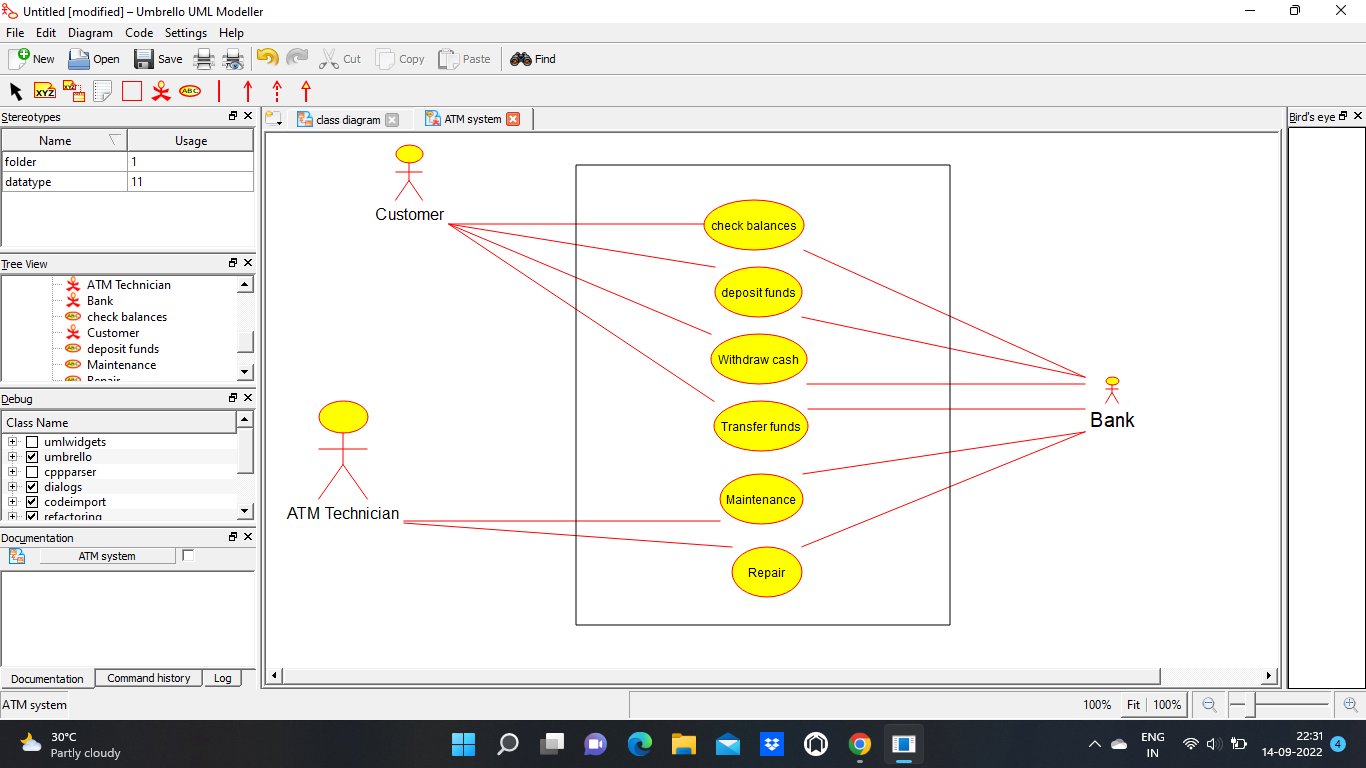 Untitled [modified] – Umbrello UML Modeller
File Edit Diagram Code Settings Help
New Open Save Cut Copy Paste Find
XYZ XYZ ABC
Stereotypes
Name Usage
folder 1
datatype 11
Tree View
ATM Technician
Bank
check balances
Customer
deposit funds
Maintenance
Repair
Debug
Class Name
umlwidgets
umbrello
cppparser
dialogs
codeimport
refactoring
Documentation
ATM system
Documentation Command history Log
class diagram ATM system
Customer
ATM Technician
check balances
deposit funds
Withdraw cash
Transfer funds
Maintenance
Repair
Bank
Bird's eye
ATM system
100% Fit 100%
30°C
Partly cloudy
ENG
IN
22:31
14-09-2022
4